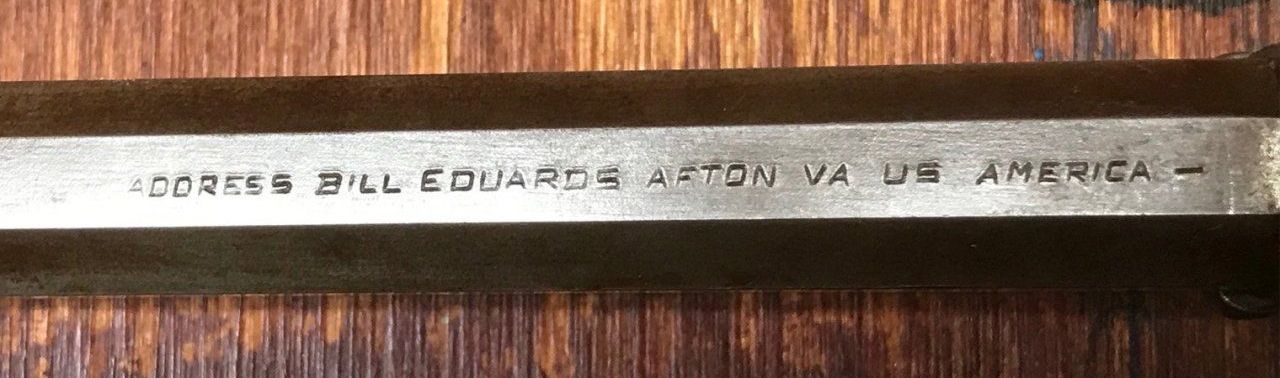 ADDRESS BILL EDUARDS AFTON VA US AMERICA —